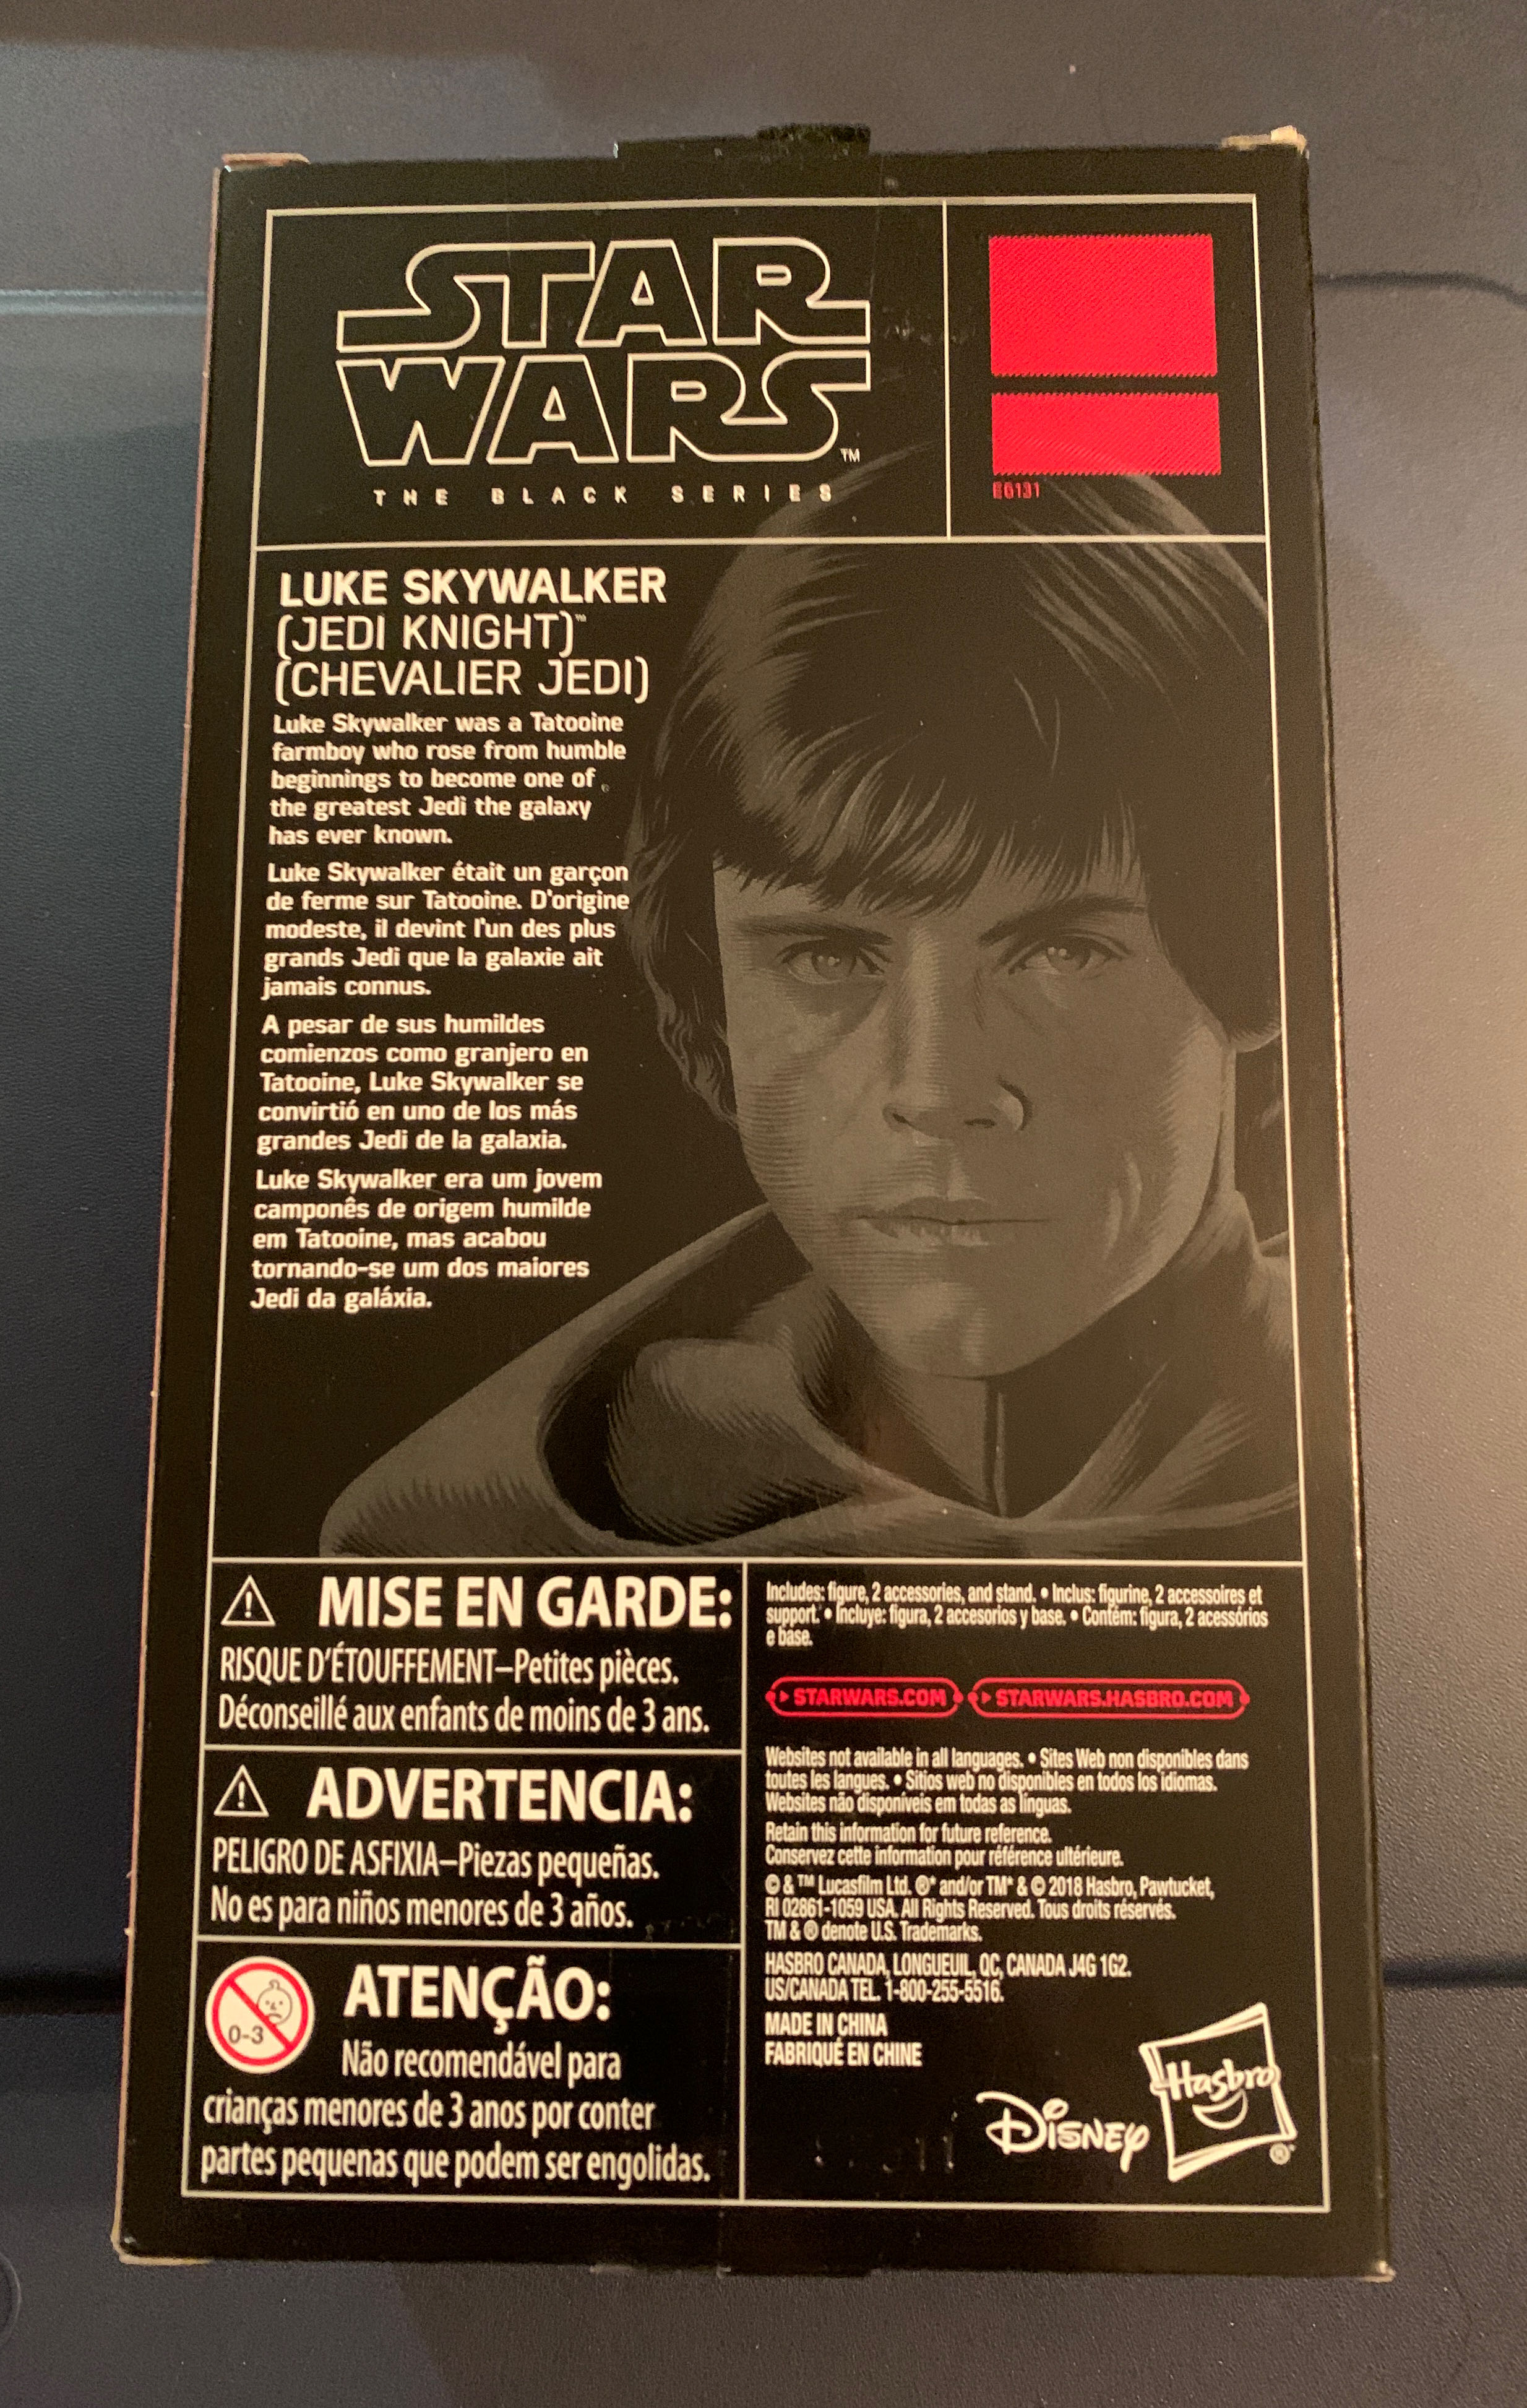 STAR
WARS™
THE BLACK SERIES
E6131
LUKE SKYWALKER
(JEDI KNIGHT)™
(CHEVALIER JEDI)
Luke Skywalker was a Tatooine
farmboy who rose from humble
beginnings to become one of
the greatest Jedi the galaxy
has ever known.
Luke Skywalker était un garçon
de ferme sur Tatooine. D'origine
modeste, il devint l'un des plus
grands Jedi que la galaxie ait
jamais connus.
A pesar de sus humildes
comienzos como granjero en
Tatooine, Luke Skywalker se
convirtió en uno de los más
grandes Jedi de la galaxia.
Luke Skywalker era um jovem
camponês de origem humilde
em Tatooine, mas acabou
tornando-se um dos maiores
Jedi da galáxia.
MISE EN GARDE:
RISQUE D'ÉTOUFFEMENT–Petites pièces.
Déconseillé aux enfants de moins de 3 ans.
ADVERTENCIA:
PELIGRO DE ASFIXIA–Piezas pequeñas.
No es para niños menores de 3 años.
0-3
ATENÇÃO:
Não recomendável para
crianças menores de 3 anos por conter
partes pequenas que podem ser engolidas.
Includes: figure, 2 accessories, and stand. • Inclus: figurine, 2 accessoires et
support. • Incluye: figura, 2 accesorios y base. • Contém: figura, 2 acessórios
e base.
STARWARS.COM STARWARS.HASBRO.COM
Websites not available in all languages. • Sites Web non disponibles dans
toutes les langues. • Sitios web no disponibles en todos los idiomas.
Websites não disponíveis em todas as línguas.
Retain this information for future reference.
Conservez cette information pour référence ultérieure.
© & ™ Lucasfilm Ltd. ®* and/or TM* & © 2018 Hasbro, Pawtucket,
RI 02861-1059 USA. All Rights Reserved. Tous droits réservés.
TM & ® denote U.S. Trademarks.
HASBRO CANADA, LONGUEUIL, QC, CANADA J4G 1G2.
US/CANADA TEL. 1-800-255-5516.
MADE IN CHINA
FABRIQUÉ EN CHINE
Disney
Hasbro ®*